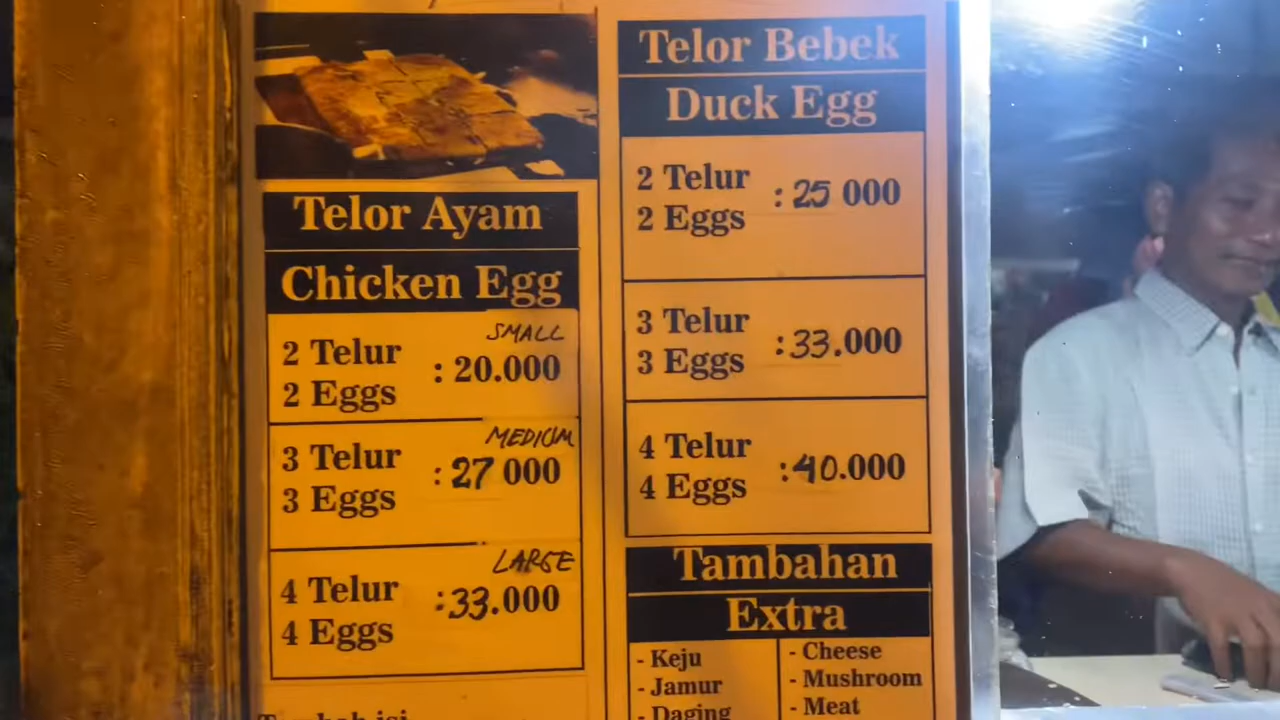 Telor Ayam
Chicken Egg
SMALL
2 Telur
2 Eggs
: 20.000
MEDIUM
3 Telur
3 Eggs
: 27 000
LARGE
4 Telur
4 Eggs
: 33.000
Telor Bebek
Duck Egg
2 Telur
2 Eggs
: 25 000
3 Telur
3 Eggs
: 33.000
4 Telur
4 Eggs
: 40.000
Tambahan
Extra
- Keju
- Jamur
- Daging
- Cheese
- Mushroom
- Meat